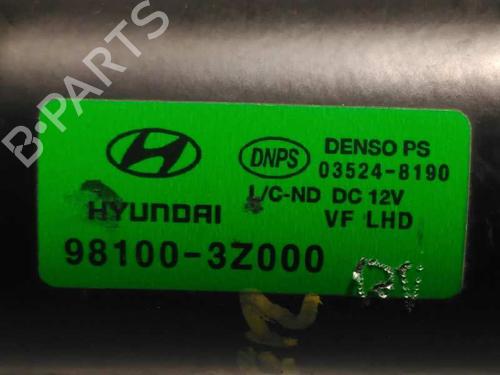 B-PARTS
HYUNDAI
98100-3Z000
DNPS
DENSO PS
03524-8190
L/C-ND DC 12V
VF LHD